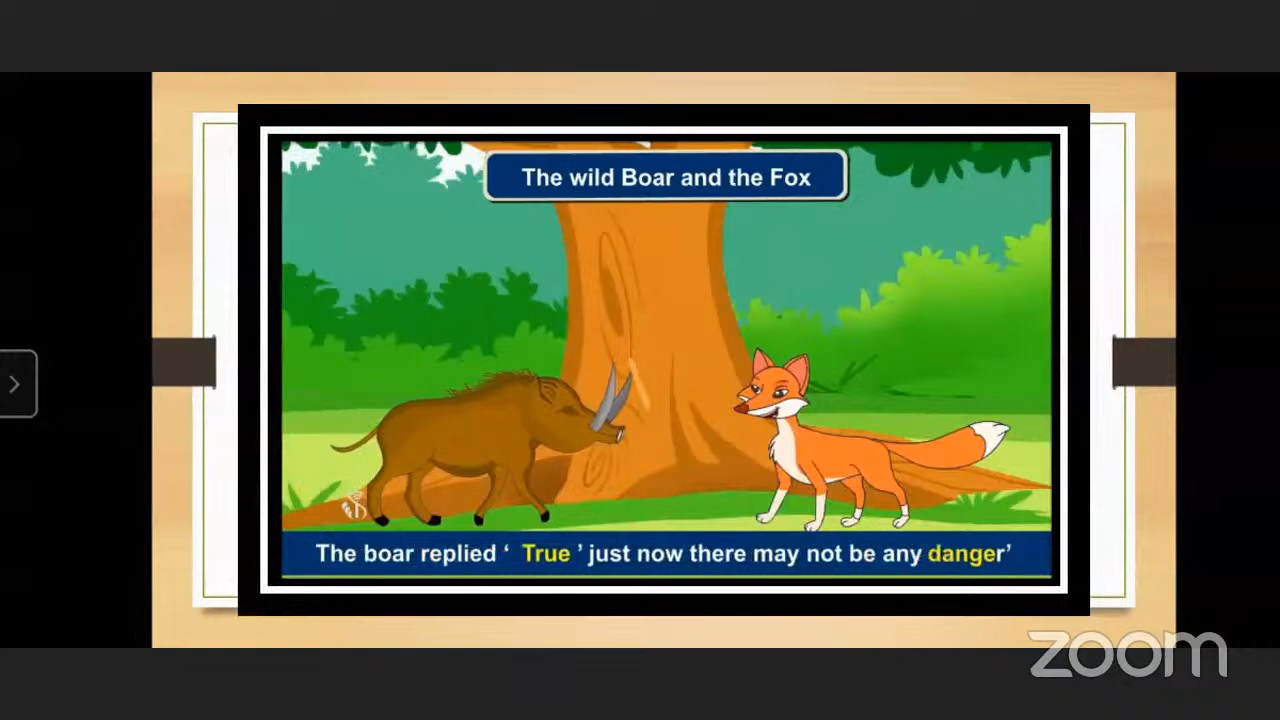 The wild Boar and the Fox
The boar replied ‘ True ’ just now there may not be any danger’
zoom